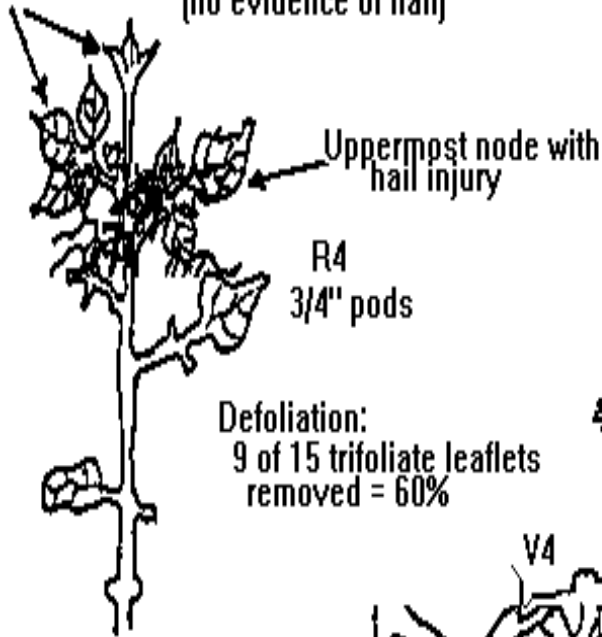 (no evidence of hail)
Uppermost node with
hail injury
R4
3/4" pods
Defoliation:
9 of 15 trifoliate leaflets
removed = 60%
V4